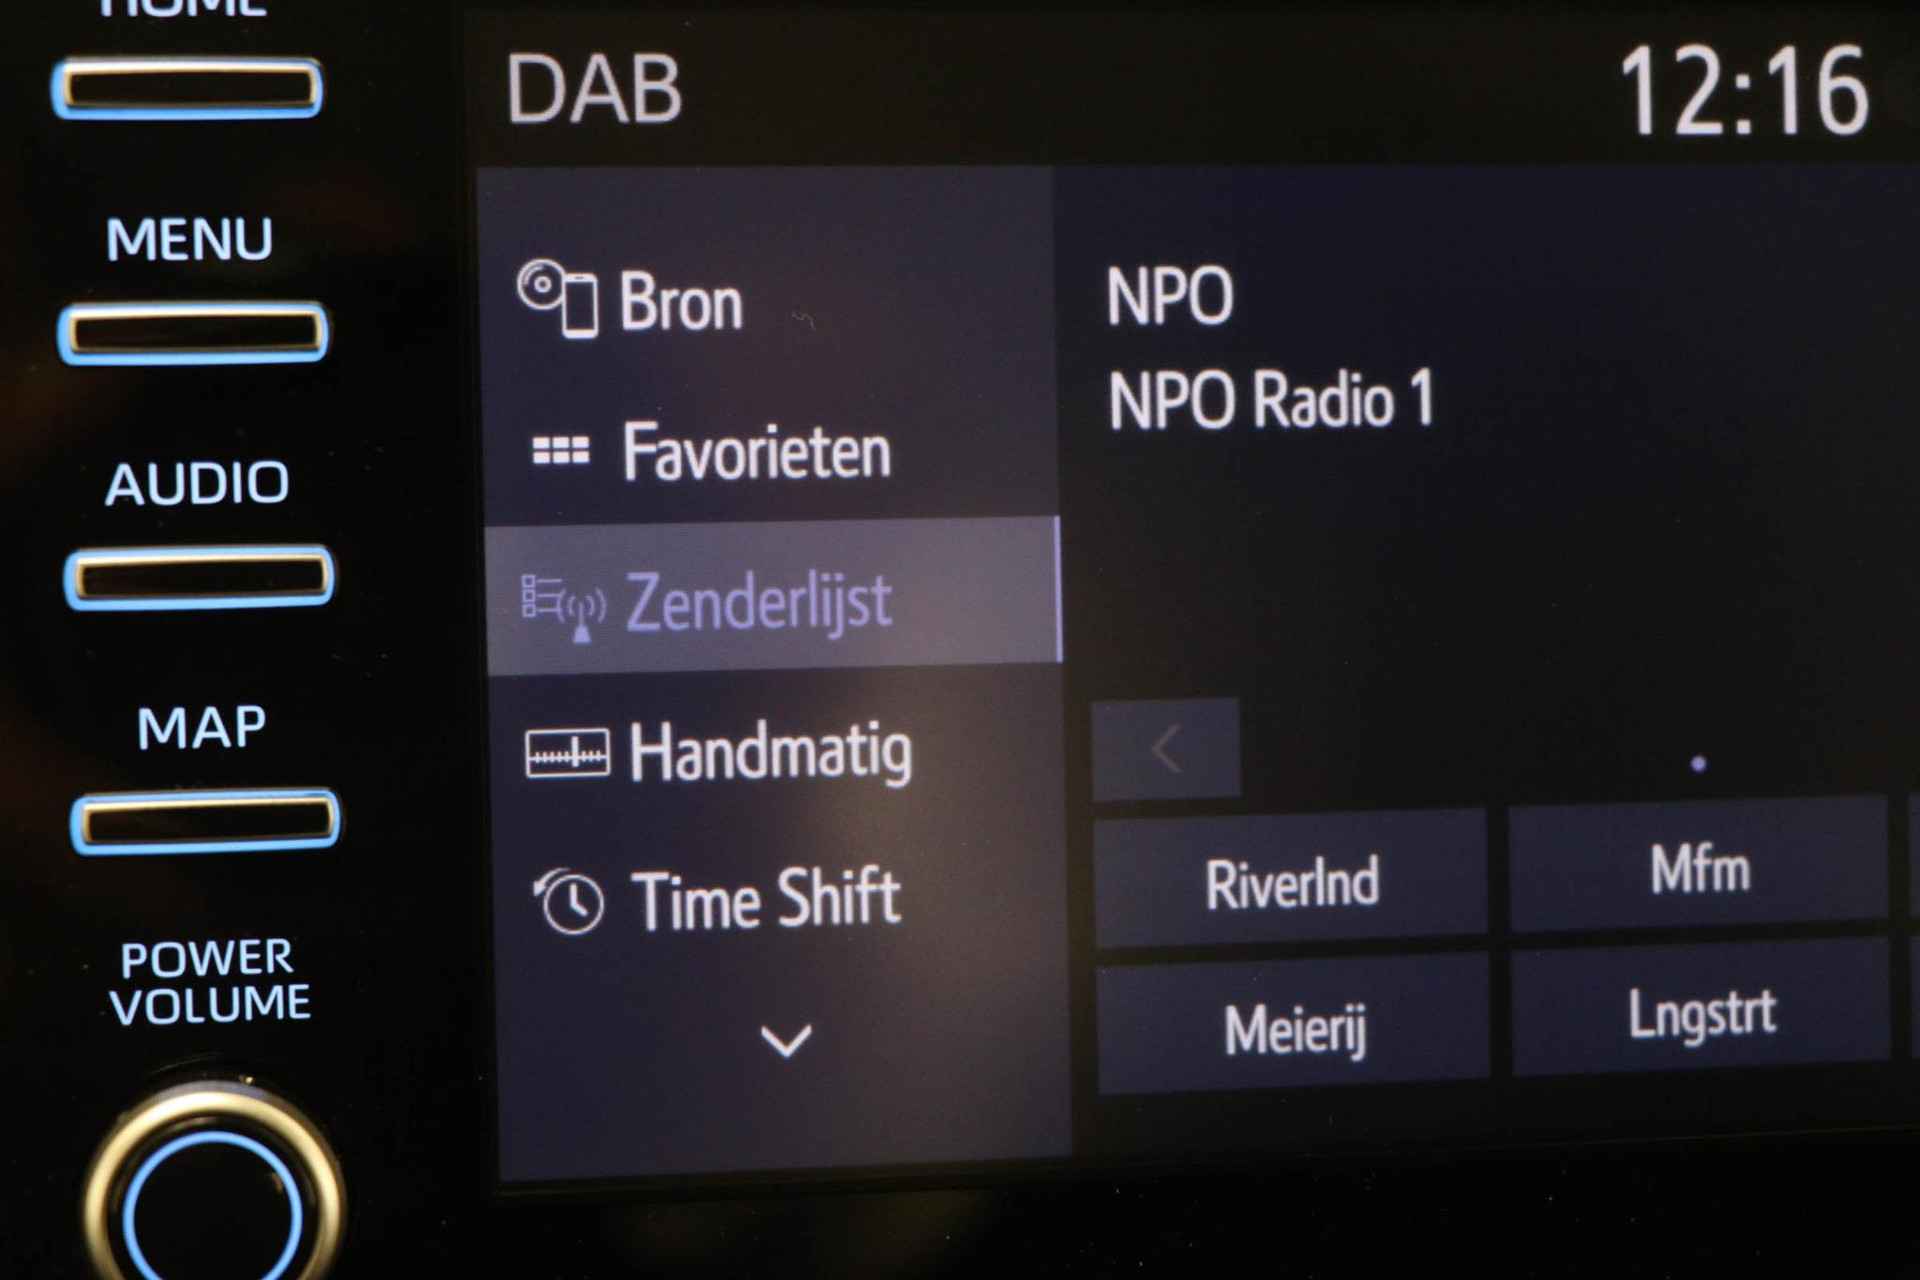 HOME
MENU
AUDIO
MAP
POWER
VOLUME
DAB
12:16
Bron
Favorieten
Zenderlijst
Handmatig
Time Shift
NPO
NPO Radio 1
Riverlnd
Mfm
Meierij
Lngstrt